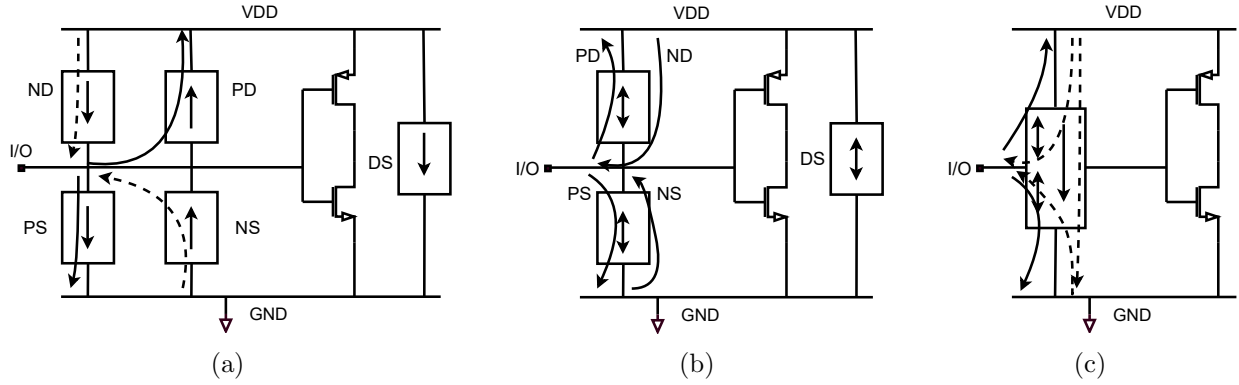 VDD
ND
PD
I/O
DS
PS
NS
GND
(a)
VDD
PD
ND
I/O
DS
PS
NS
GND
(b)
VDD
I/O
GND
(c)